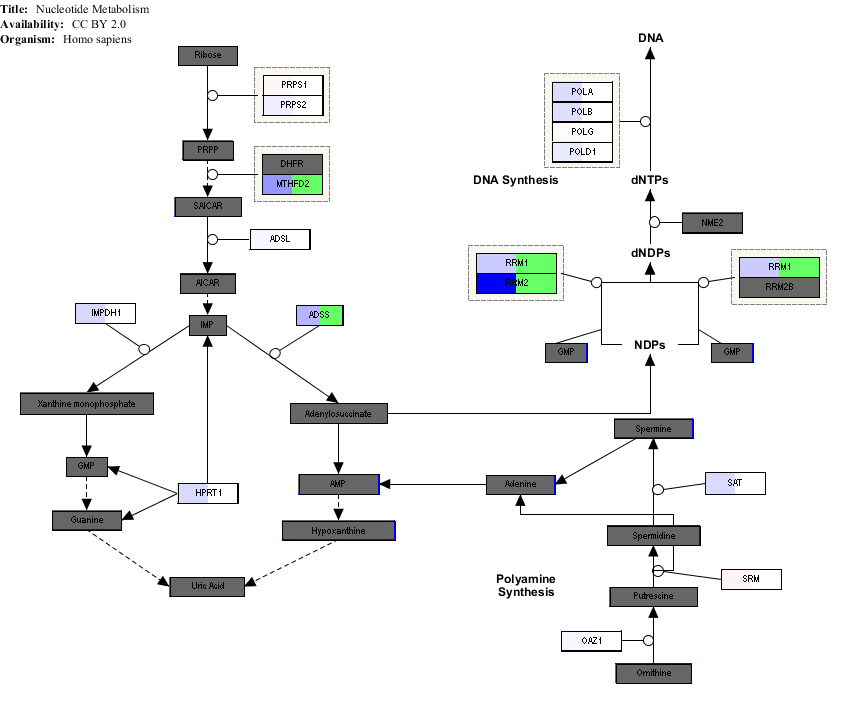 Title: Nucleotide Metabolism
Availability: CC BY 2.0
Organism: Homo sapiens
Ribose
PRPS1
PRPS2
PRPP
DHFR
MTHFD2
SAICAR
ADSL
AICAR
IMPDH1
IMP
ADSS
Xanthine monophosphate
Adenylosuccinate
GMP
HPRT1
AMP
Guanine
Hypoxanthine
Uric Acid
DNA
POLA
POLB
POLG
POLD1
DNA Synthesis
dNTPs
NME2
dNDPs
RRM1
RRM2
RRM1
RRM2B
GMP
NDPs
GMP
Spermine
Adenine
SAT
Spermidine
Polyamine
Synthesis
SRM
Putrescine
OAZ1
Ornithine